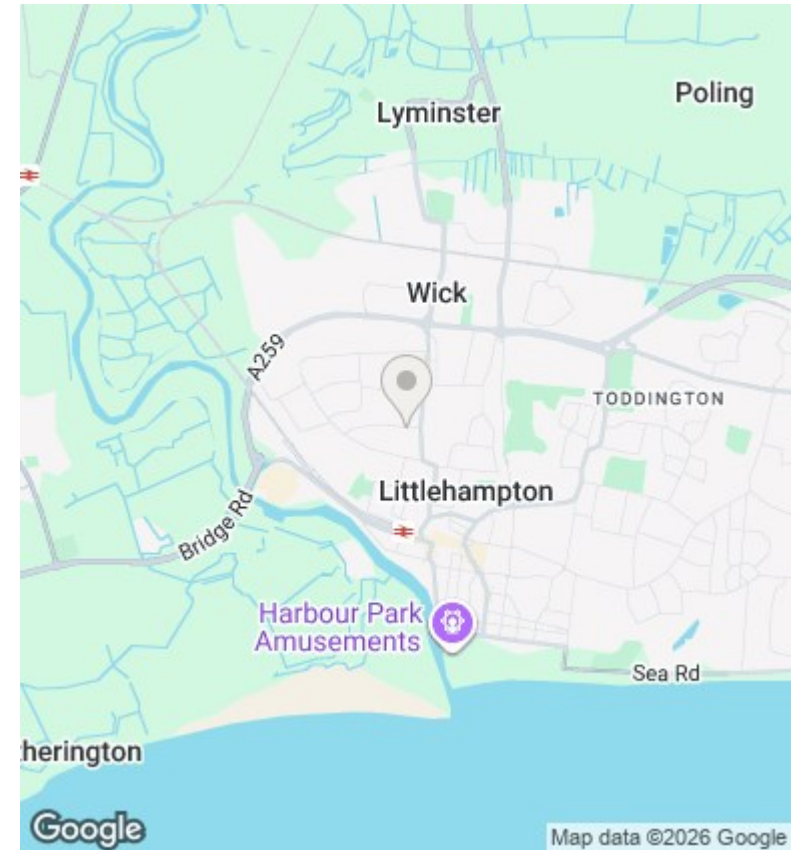 Poling
Lyminster
Wick
A259
TODDINGTON
Littlehampton
Bridge Rd
Harbour Park
Amusements
Sea Rd
therington
Google
Map data ©2026 Google